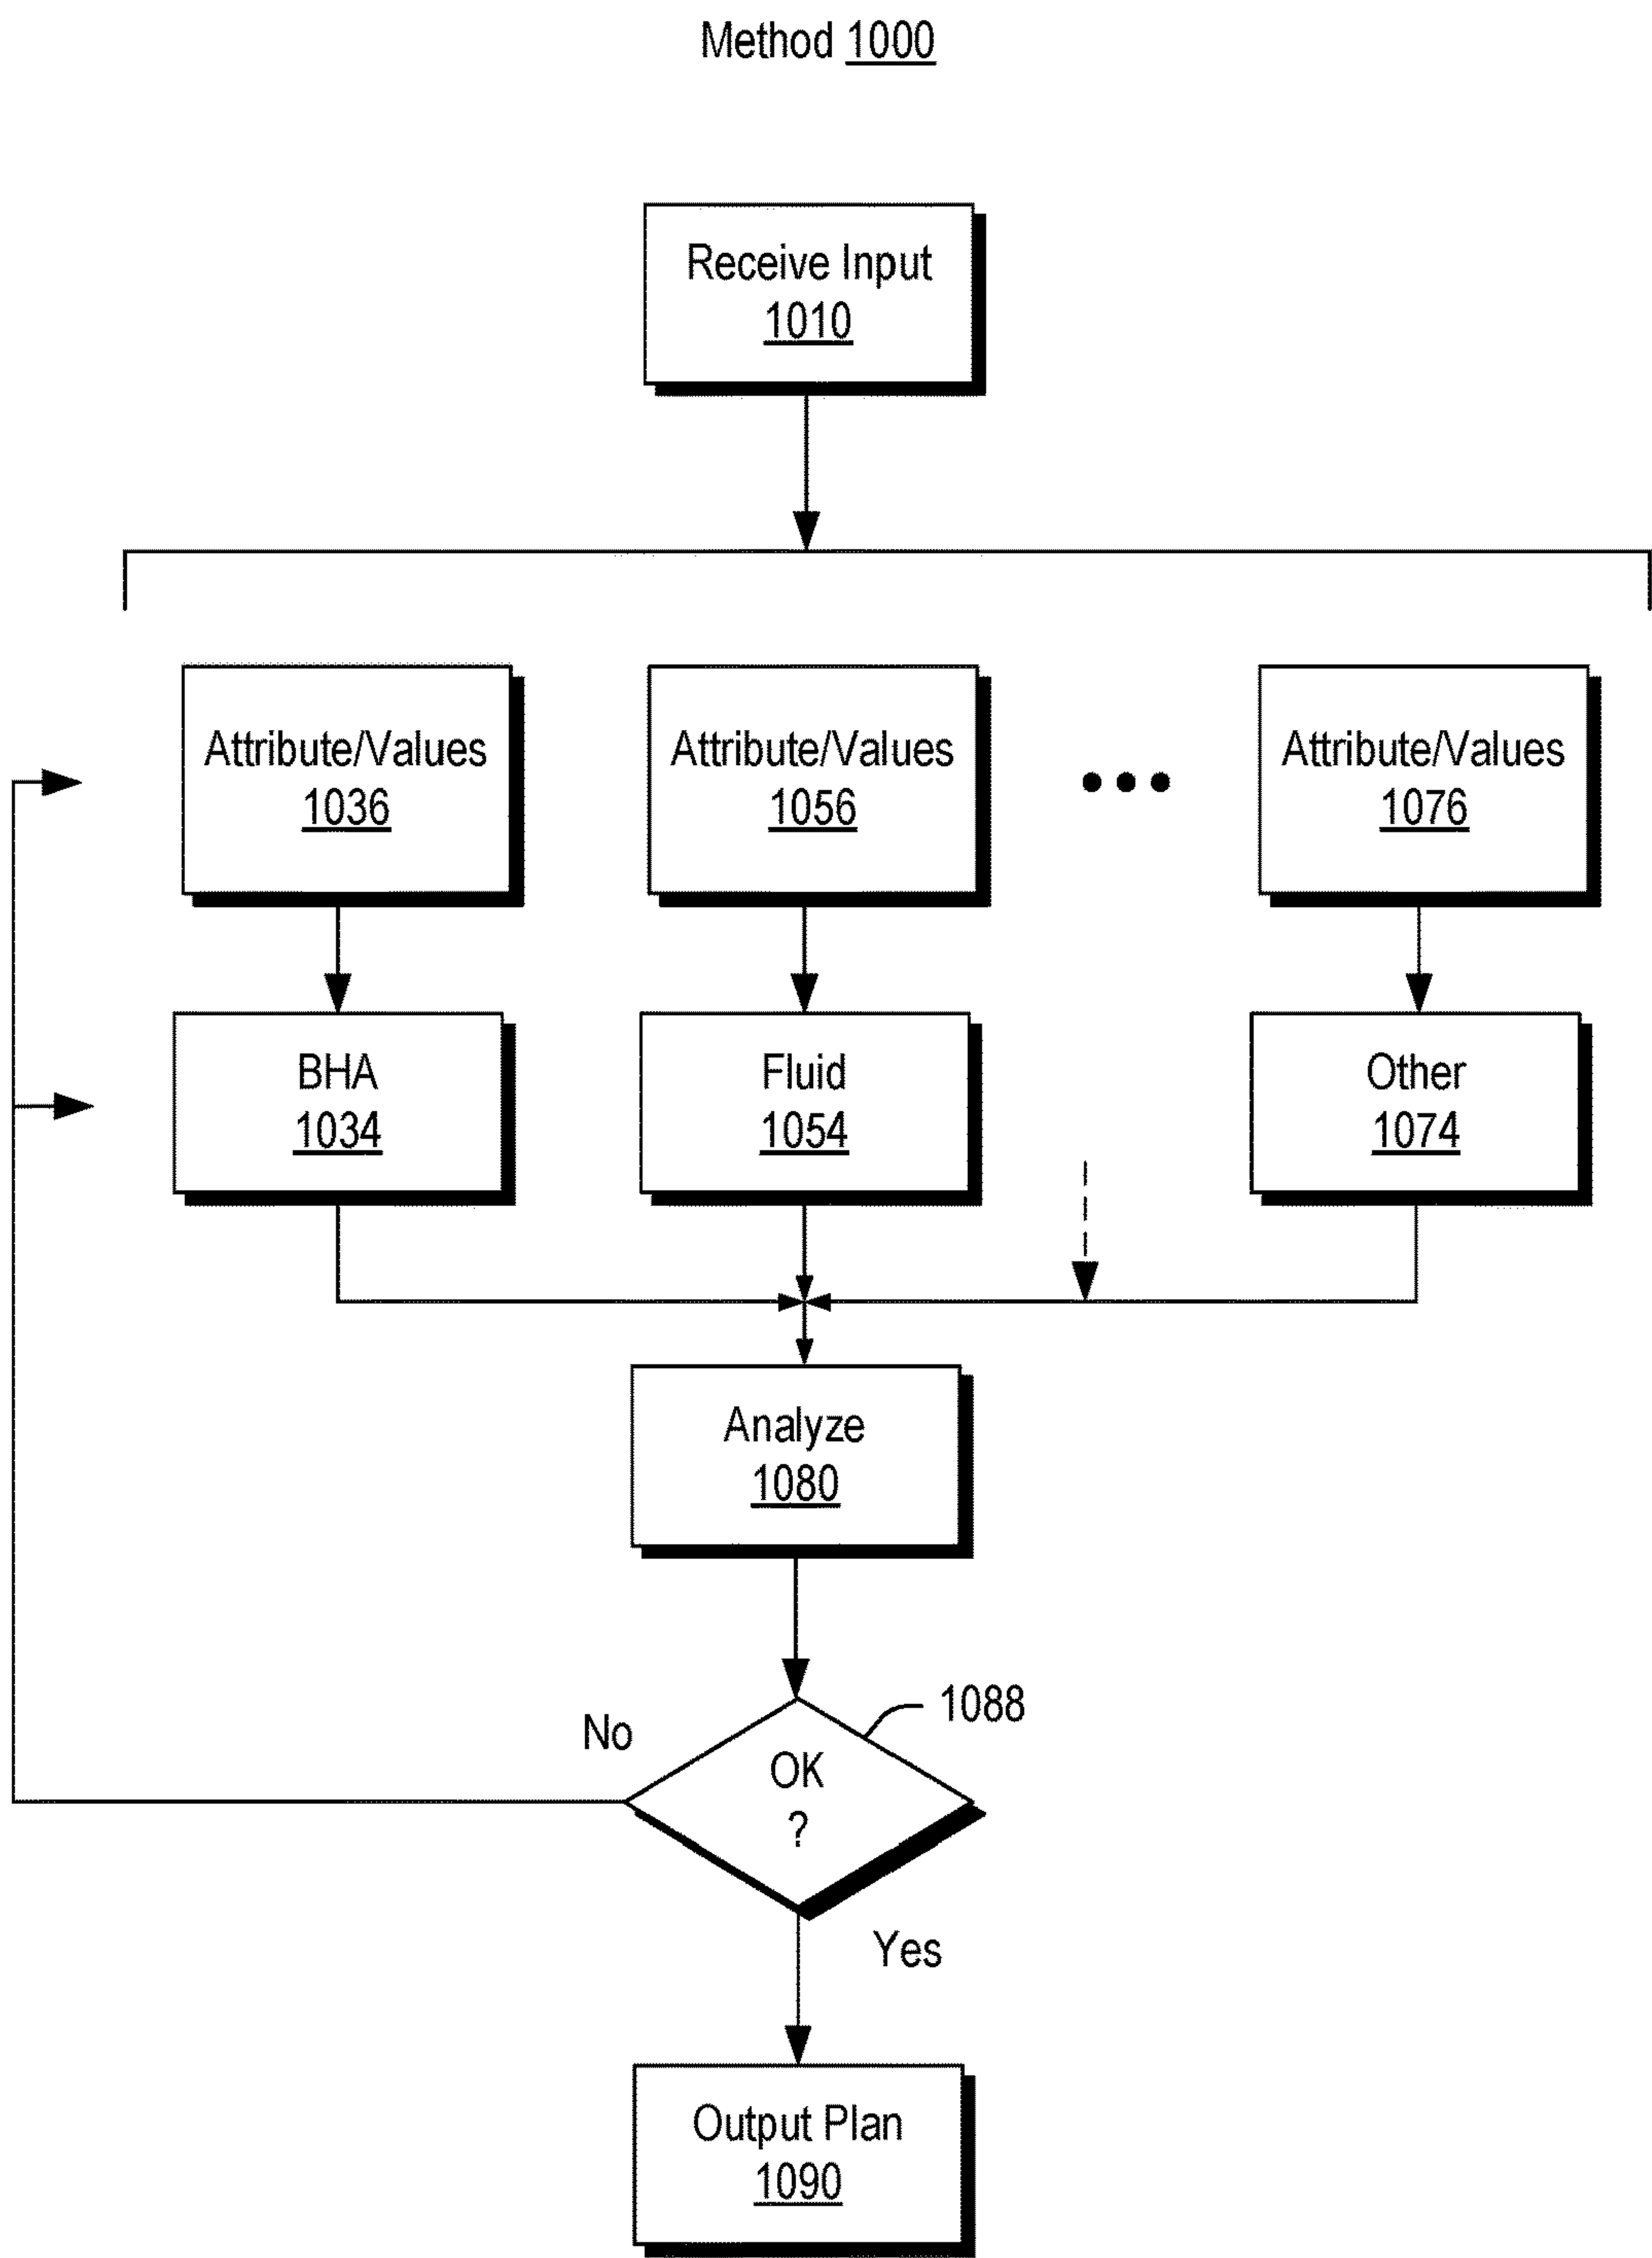 Method 1000
Receive Input
1010
Attribute/Values
1036
Attribute/Values
1056
Attribute/Values
1076
BHA
1034
Fluid
1054
Other
1074
Analyze
1080
1088
No
OK
?
Yes
Output Plan
1090